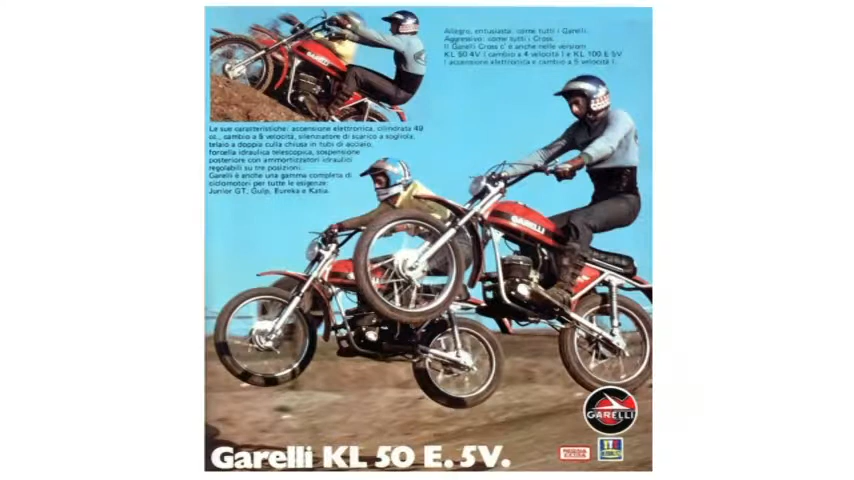 Allegro, entusiasta: come tutti i Garelli.
Aggressivo: come tutti i Cross.
Il Garelli Cross c'è anche nelle versioni
KL 50 4V ( cambio a 4 velocità ) e KL 100 E 5V
( accensione elettronica e cambio a 5 velocità ).
Le sue caratteristiche: accensione elettronica, cilindrata 49
cc., cambio a 5 velocità, silenziatore di scarico a sogliola,
telaio a doppia culla chiusa in tubi di acciaio,
forcella idraulica telescopica, sospensione
posteriore con ammortizzatori idraulici
regolabili su tre posizioni.
Garelli è anche una gamma completa di
ciclomotori per tutte le esigenze:
Junior GT, Gulp, Eureka e Katia.
GARELLI
GARELLI
GARELLI
Garelli KL 50 E. 5V.